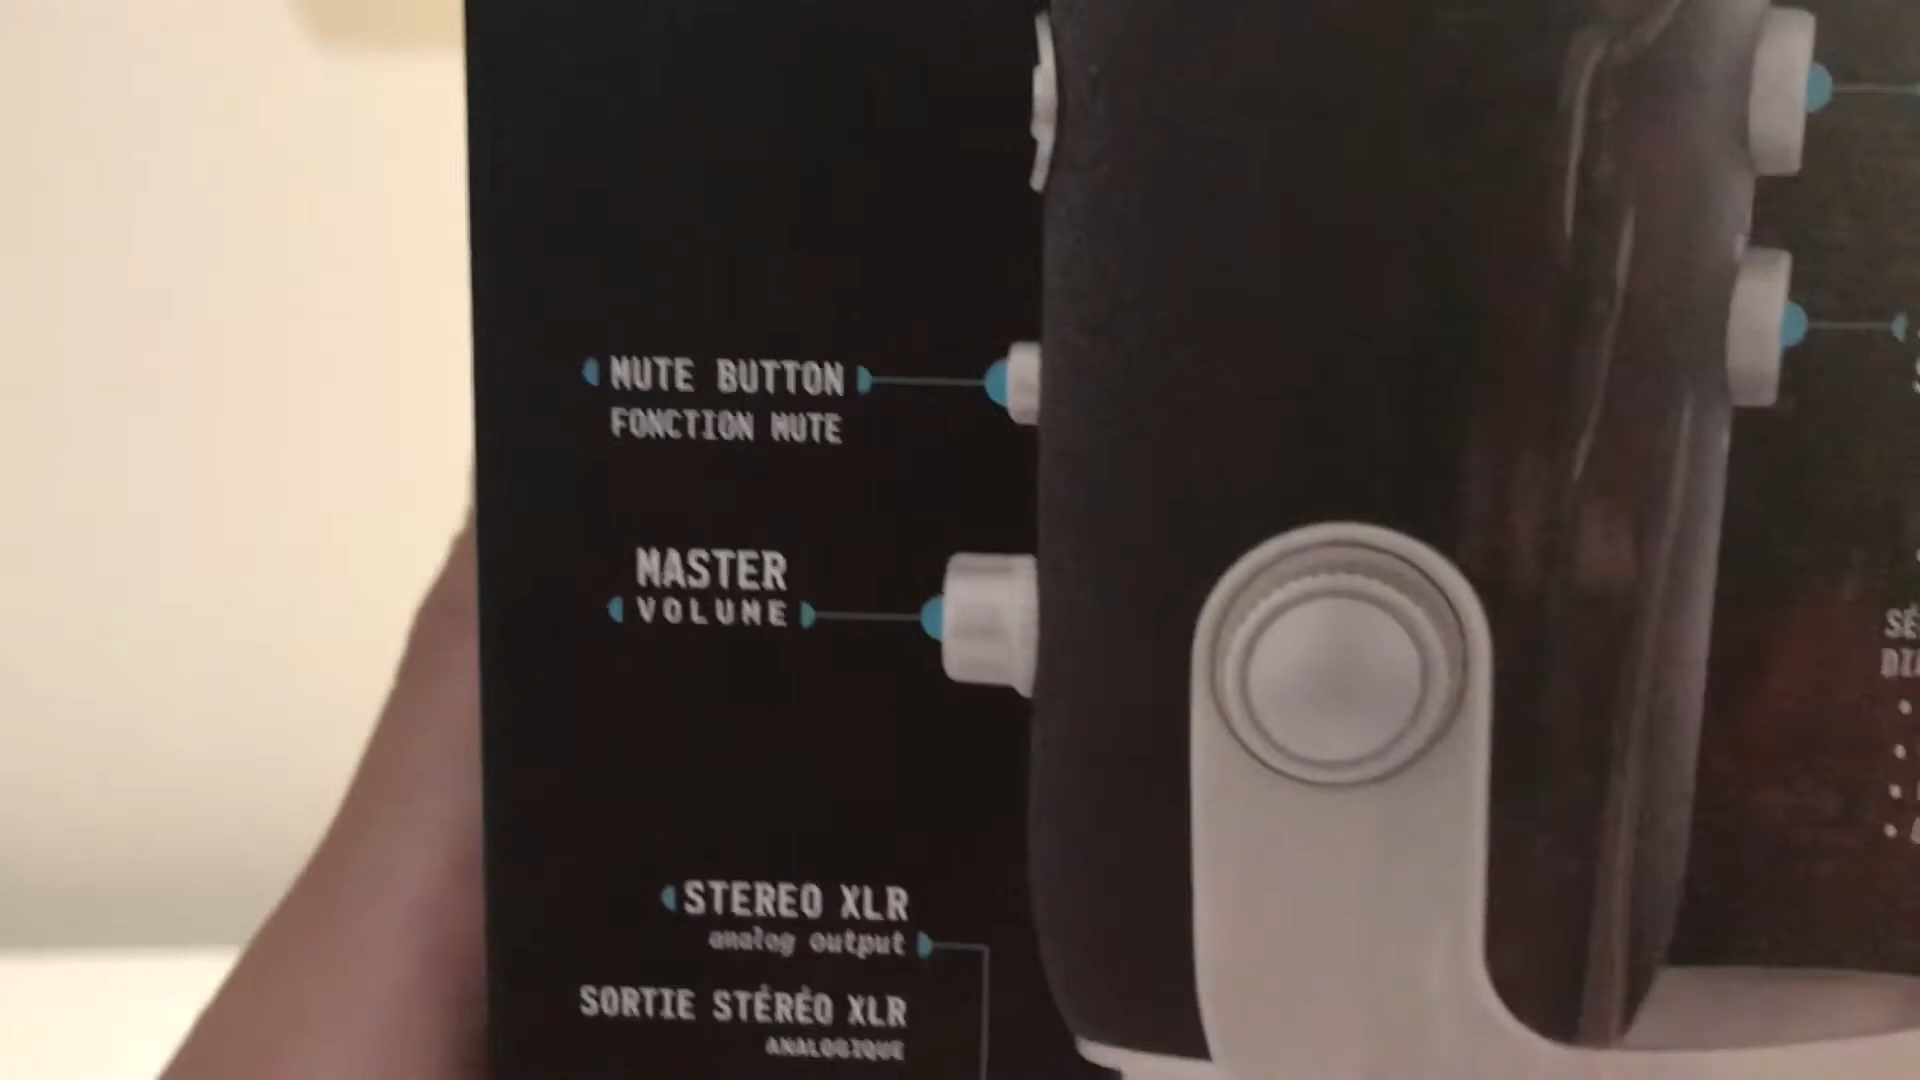 MUTE BUTTON
FONCTION MUTE
MASTER
VOLUME
STEREO XLR
analog output
SORTIE STÉRÉO XLR
ANALOGIQUE